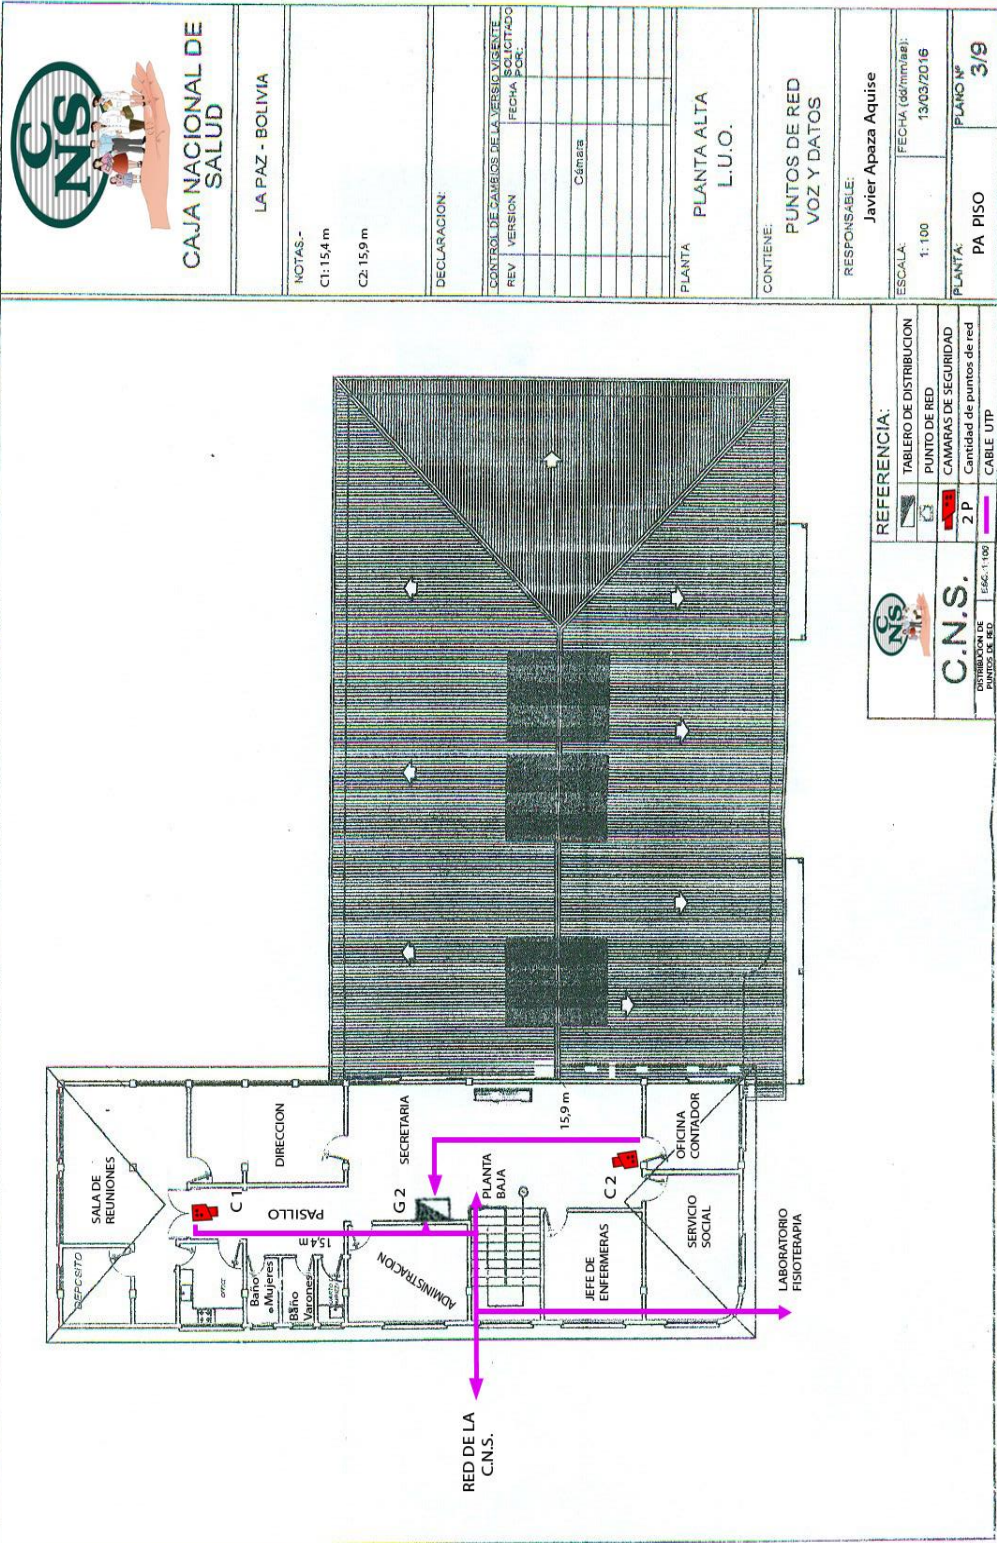 CNS
CAJA NACIONAL DE
SALUD
LA PAZ - BOLIVIA
NOTAS.-
C1: 15,4 m
C2: 15,9 m
DECLARACION:
CONTROL DE CAMBIOS DE LA VERSIO VIGENTE
REV VERSION FECHA SOLICITADO
POR:
Cámara
PLANTA
PLANTA ALTA
L.U.O.
CONTIENE:
PUNTOS DE RED
VOZ Y DATOS
RESPONSABLE:
Javier Apaza Aquise
ESCALA:
1:100
FECHA (dd/mm/aa):
13/03/2016
PLANTA:
PA PISO
PLANO Nº
3/9
REFERENCIA:
TABLERO DE DISTRIBUCION
PUNTO DE RED
CAMARAS DE SEGURIDAD
2 P Cantidad de puntos de red
CABLE UTP
CNS
C.N.S.
DISTRIBUCION DE
PUNTOS DE RED
ESC. 1:100
SALA DE
REUNIONES
DEPOSITO
DIRECCION
C 1
PASILLO
15,4 m
OFFICE
Baño
Mujeres
Baño
Varones
SECRETARIA
G 2
ADMINISTRACION
PLANTA
BAJA
15,9 m
C 2
OFICINA
CONTADOR
JEFE DE
ENFERMERAS
SERVICIO
SOCIAL
LABORATORIO
FISIOTERAPIA
RED DE LA
C.N.S.